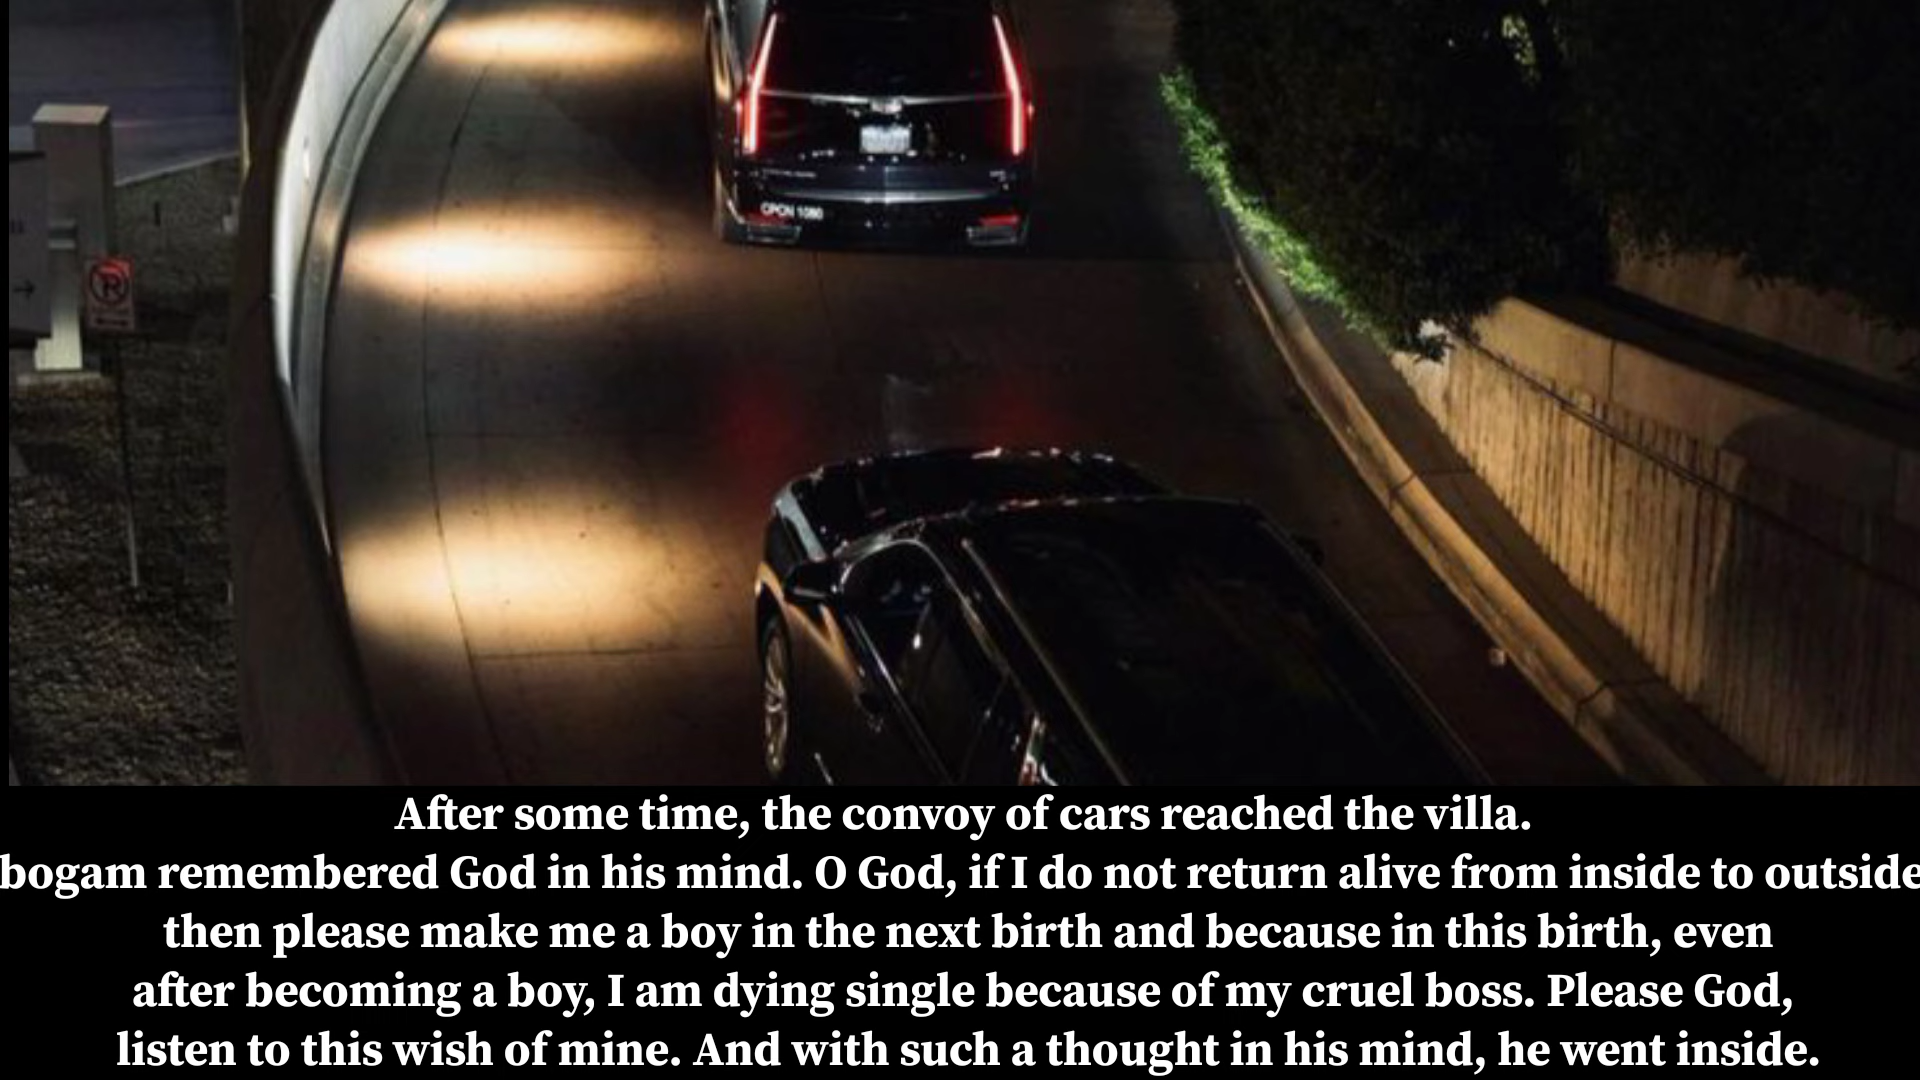 CPCN 1080
After some time, the convoy of cars reached the villa.
bogam remembered God in his mind. O God, if I do not return alive from inside to outside
then please make me a boy in the next birth and because in this birth, even
after becoming a boy, I am dying single because of my cruel boss. Please God,
listen to this wish of mine. And with such a thought in his mind, he went inside.